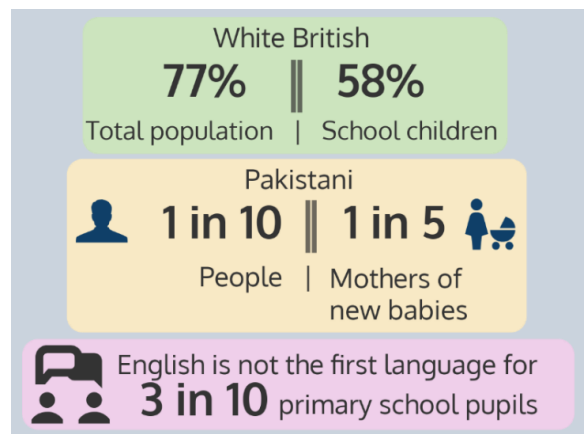 White British
77% || 58%
Total population | School children
Pakistani
1 in 10 || 1 in 5
People | Mothers of
new babies
English is not the first language for
3 in 10 primary school pupils